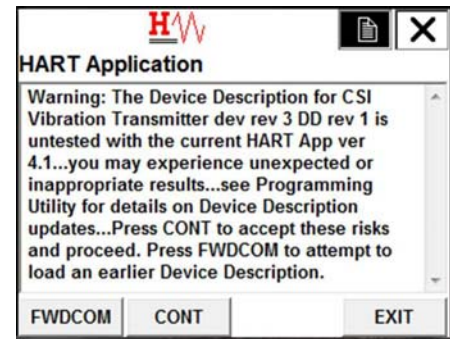 H
HART Application
Warning: The Device Description for CSI
Vibration Transmitter dev rev 3 DD rev 1 is
untested with the current HART App ver
4.1...you may experience unexpected or
inappropriate results...see Programming
Utility for details on Device Description
updates...Press CONT to accept these risks
and proceed. Press FWDCOM to attempt to
load an earlier Device Description.
FWDCOM CONT EXIT